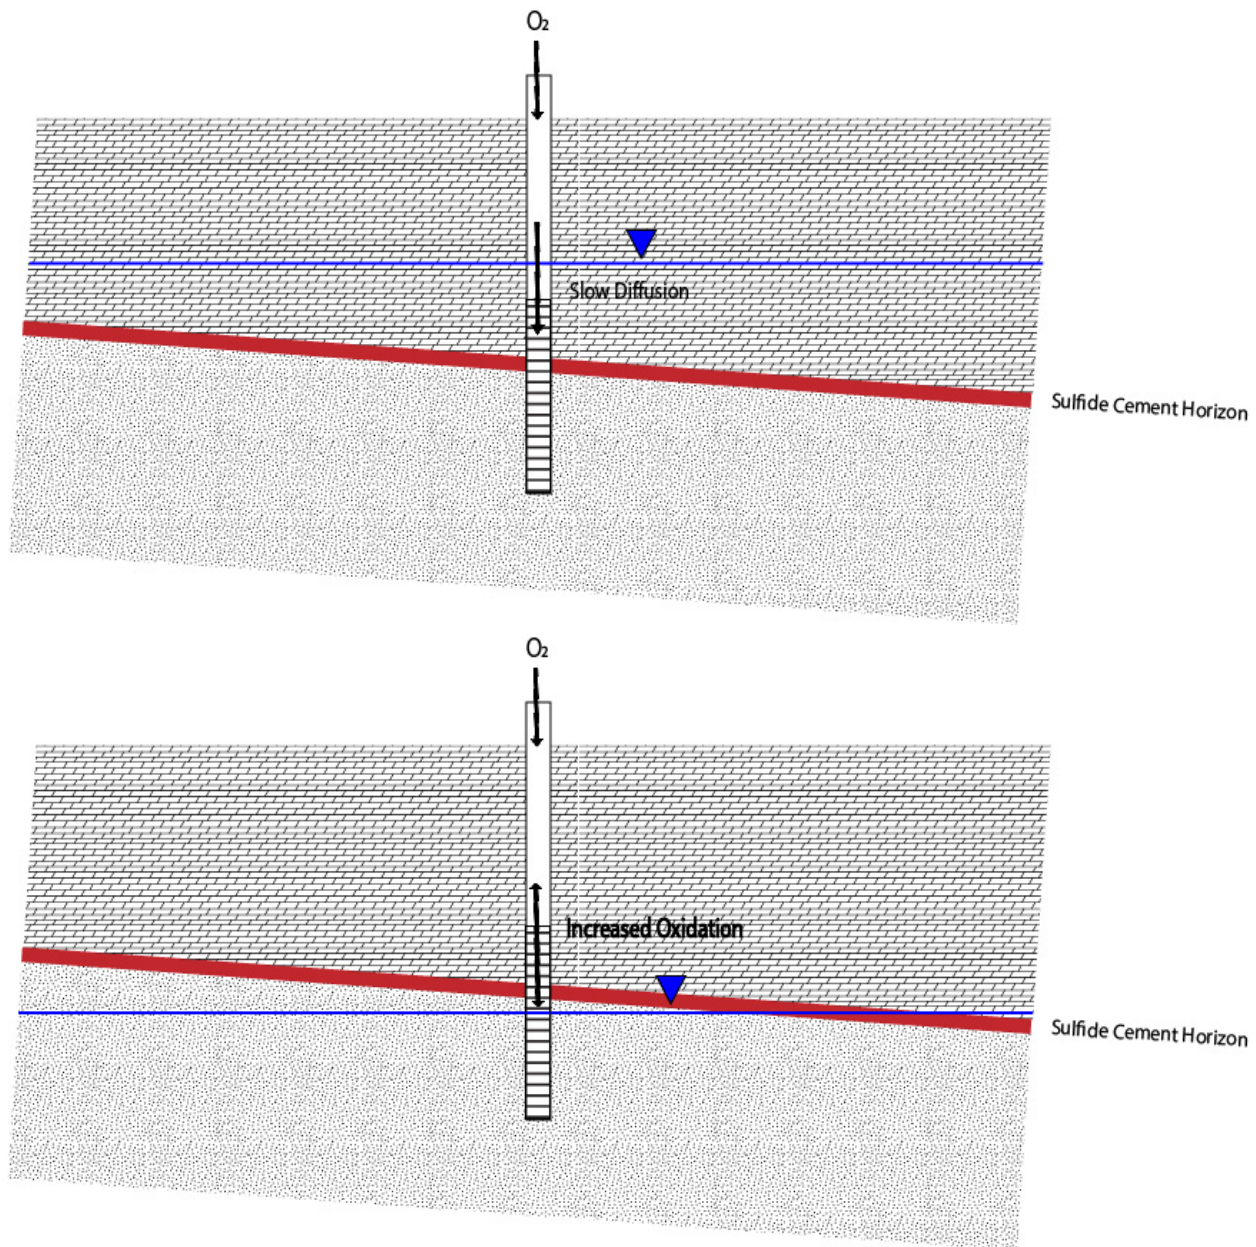 O₂
Slow Diffusion
Sulfide Cement Horizon
O₂
Increased Oxidation
Sulfide Cement Horizon